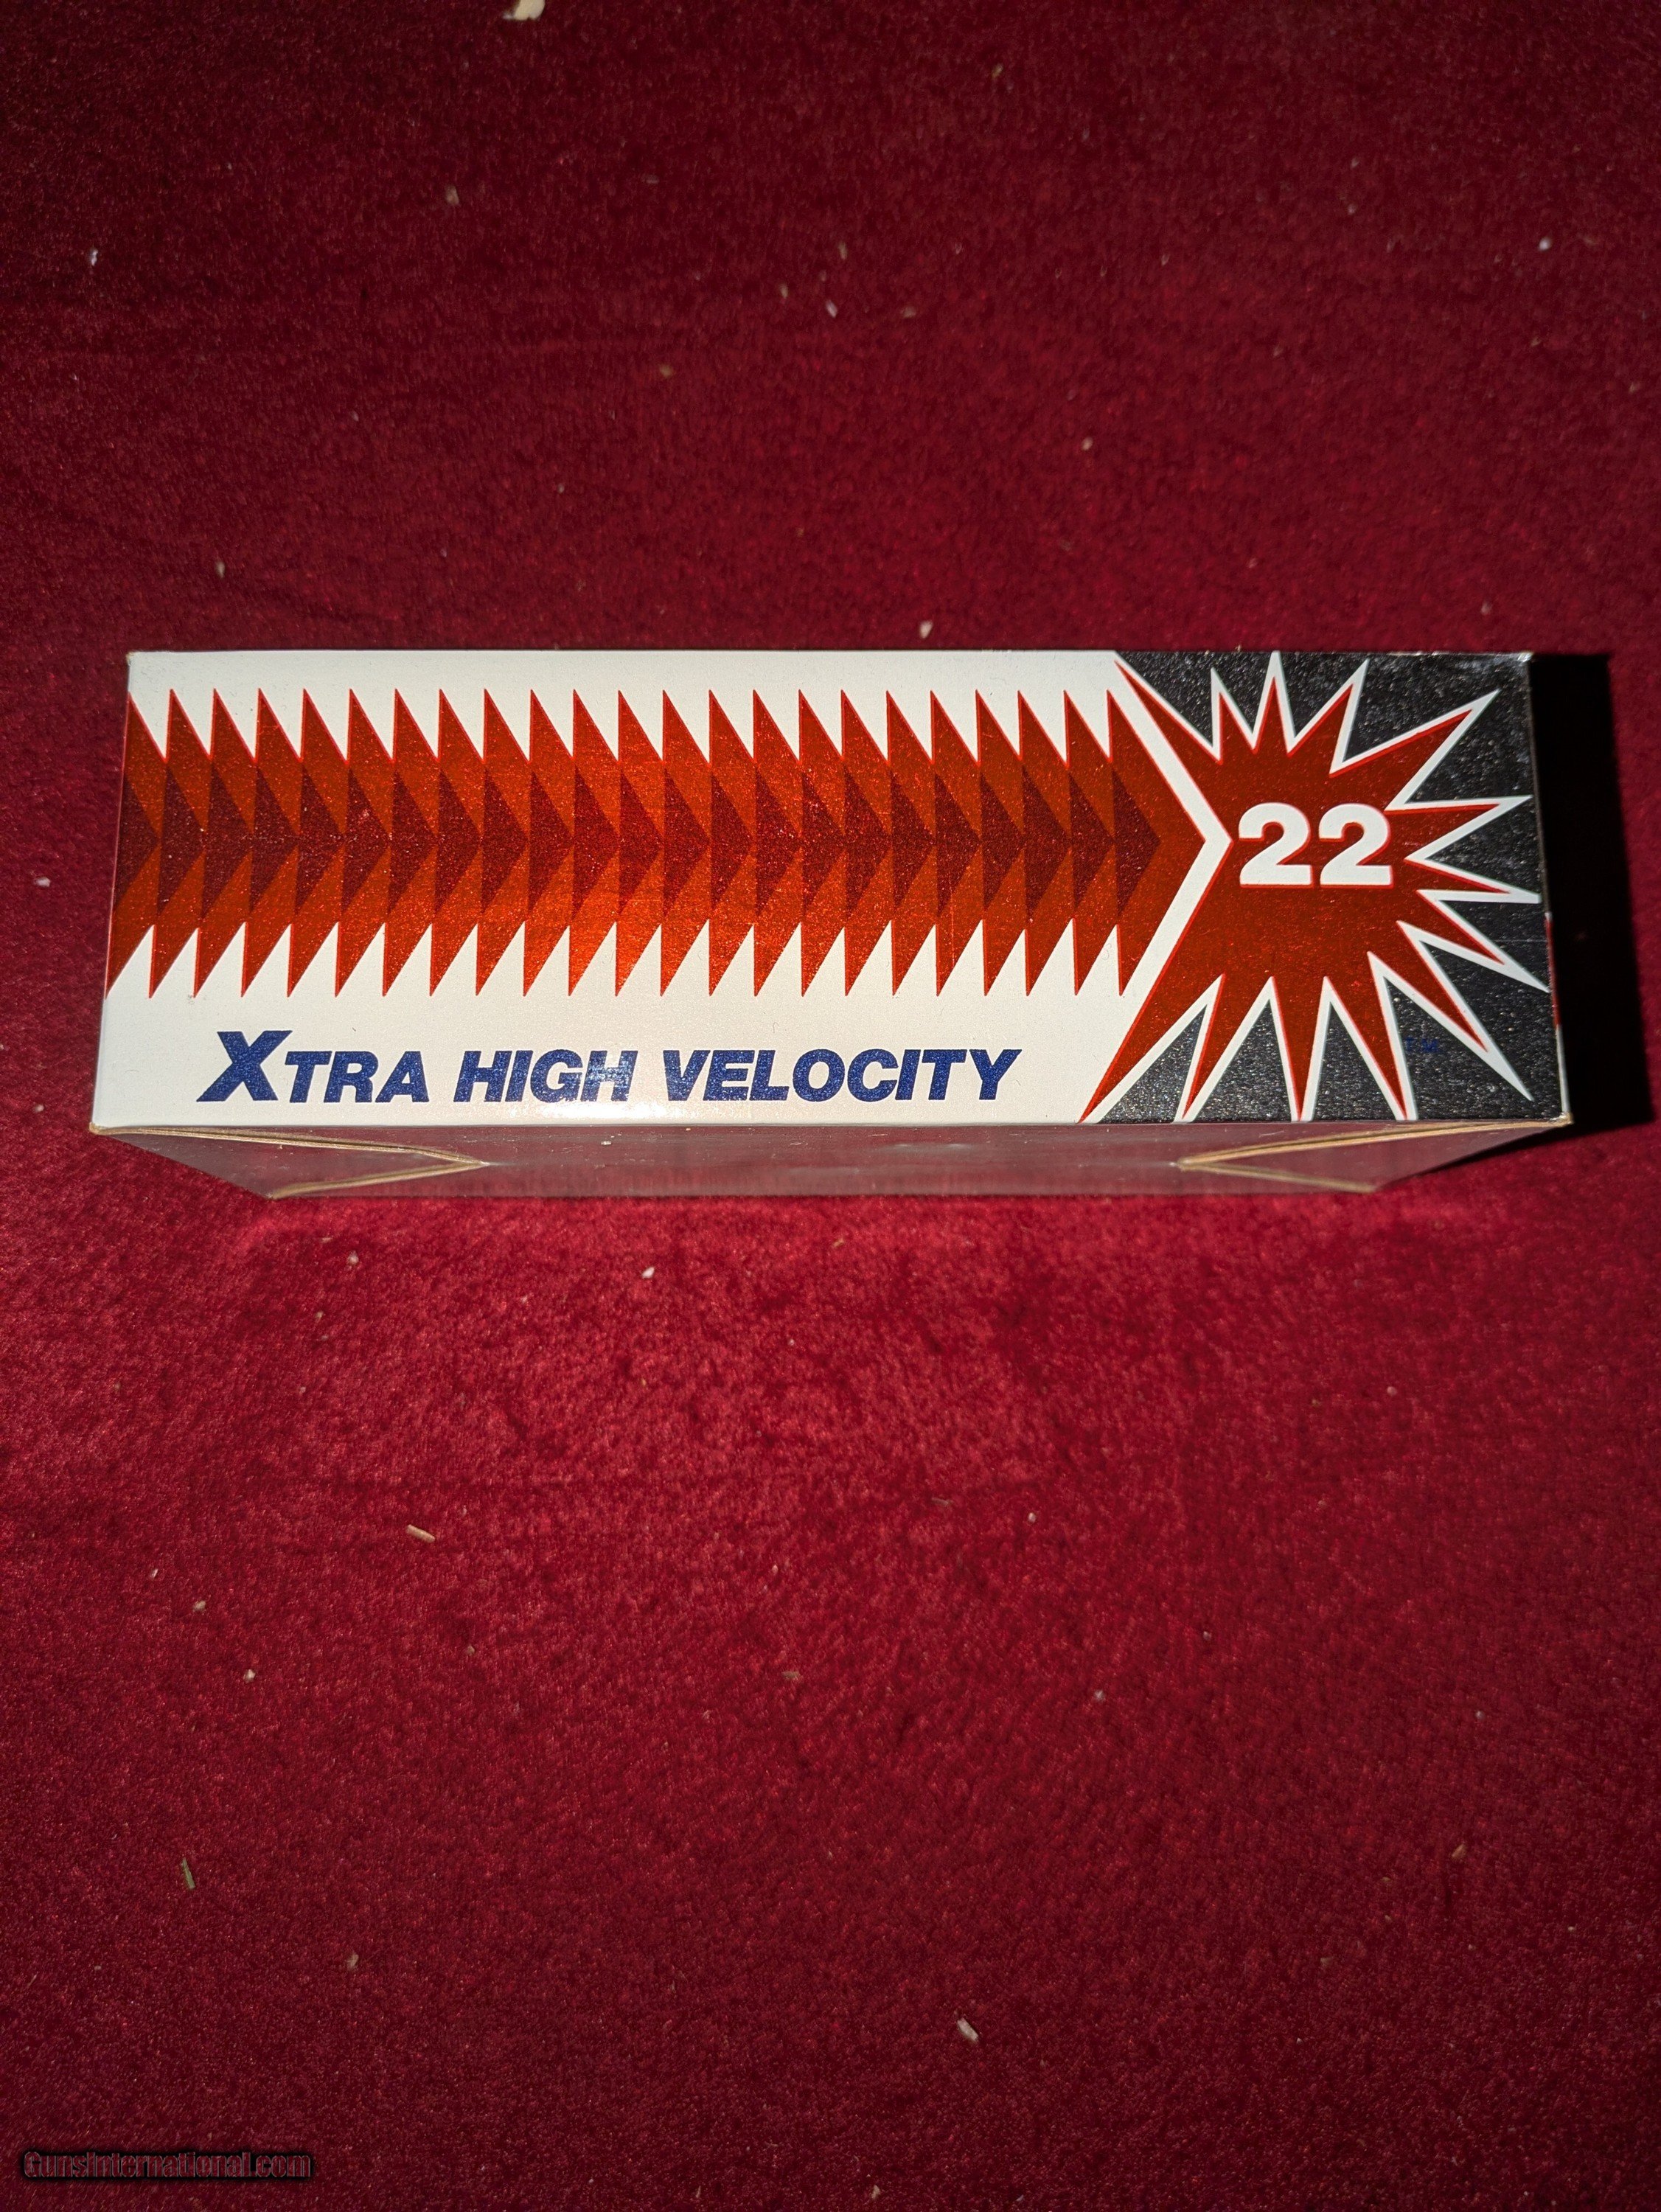 22
XTRA HIGH VELOCITY
GunsInternational.com